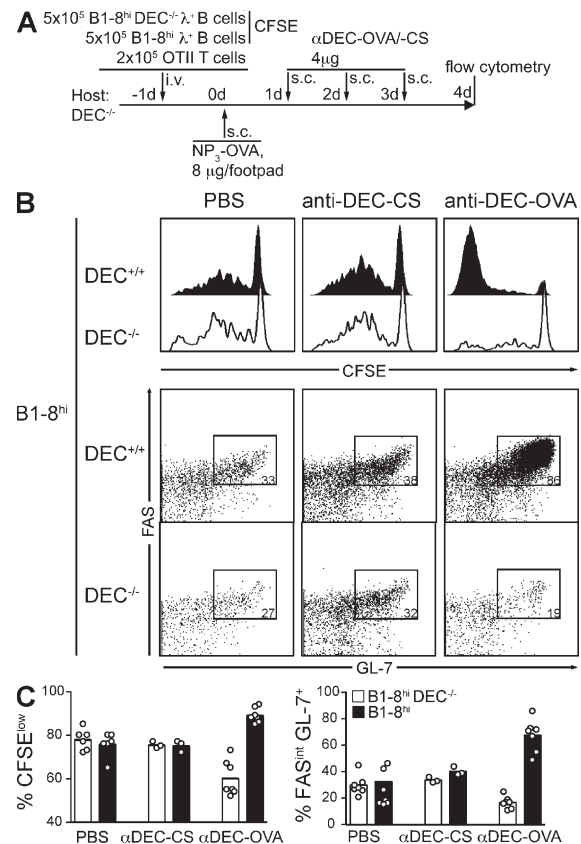 A
5x10⁵ B1-8ʰⁱ DEC⁻/⁻ λ⁺ B cells
5x10⁵ B1-8ʰⁱ λ⁺ B cells
CFSE
2x10⁵ OTII T cells
αDEC-OVA/-CS
4μg
i.v.
s.c. s.c. s.c.
flow cytometry
Host: -1d 0d 1d 2d 3d 4d
DEC⁻/⁻
s.c.
NP₃-OVA,
8 μg/footpad
B
PBS anti-DEC-CS anti-DEC-OVA
DEC⁺/⁺
DEC⁻/⁻
CFSE
B1-8ʰⁱ
DEC⁺/⁺
33 38 86
FAS
DEC⁻/⁻
27 32 19
GL-7
C
% CFSEˡᵒʷ
100
80
60
40
PBS αDEC-CS αDEC-OVA
% FASⁱⁿᵗ GL-7⁺
100
80
60
40
20
0
B1-8ʰⁱ DEC⁻/⁻
B1-8ʰⁱ
PBS αDEC-CS αDEC-OVA